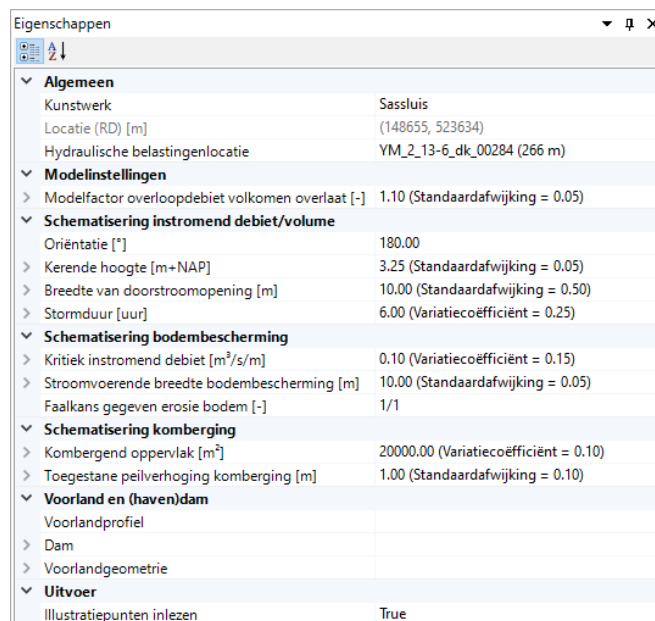 Eigenschappen
Algemeen
Kunstwerk Sassluis
Locatie (RD) [m] (148655, 523634)
Hydraulische belastingenlocatie YM_2_13-6_dk_00284 (266 m)
Modelinstellingen
Modelfactor overloopdebiet volkomen overlaat [-] 1.10 (Standaardafwijking = 0.05)
Schematisering instromend debiet/volume
Oriëntatie [°] 180.00
Kerende hoogte [m+NAP] 3.25 (Standaardafwijking = 0.05)
Breedte van doorstroomopening [m] 10.00 (Standaardafwijking = 0.50)
Stormduur [uur] 6.00 (Variatiecoëfficiënt = 0.25)
Schematisering bodembescherming
Kritiek instromend debiet [m³/s/m] 0.10 (Variatiecoëfficiënt = 0.15)
Stroomvoerende breedte bodembescherming [m] 10.00 (Standaardafwijking = 0.05)
Faalkans gegeven erosie bodem [-] 1/1
Schematisering komberging
Kombergend oppervlak [m²] 20000.00 (Variatiecoëfficiënt = 0.10)
Toegestane peilverhoging komberging [m] 1.00 (Standaardafwijking = 0.10)
Voorland en (haven)dam
Voorlandprofiel
Dam
Voorlandgeometrie
Uitvoer
Illustratiepunten inlezen True